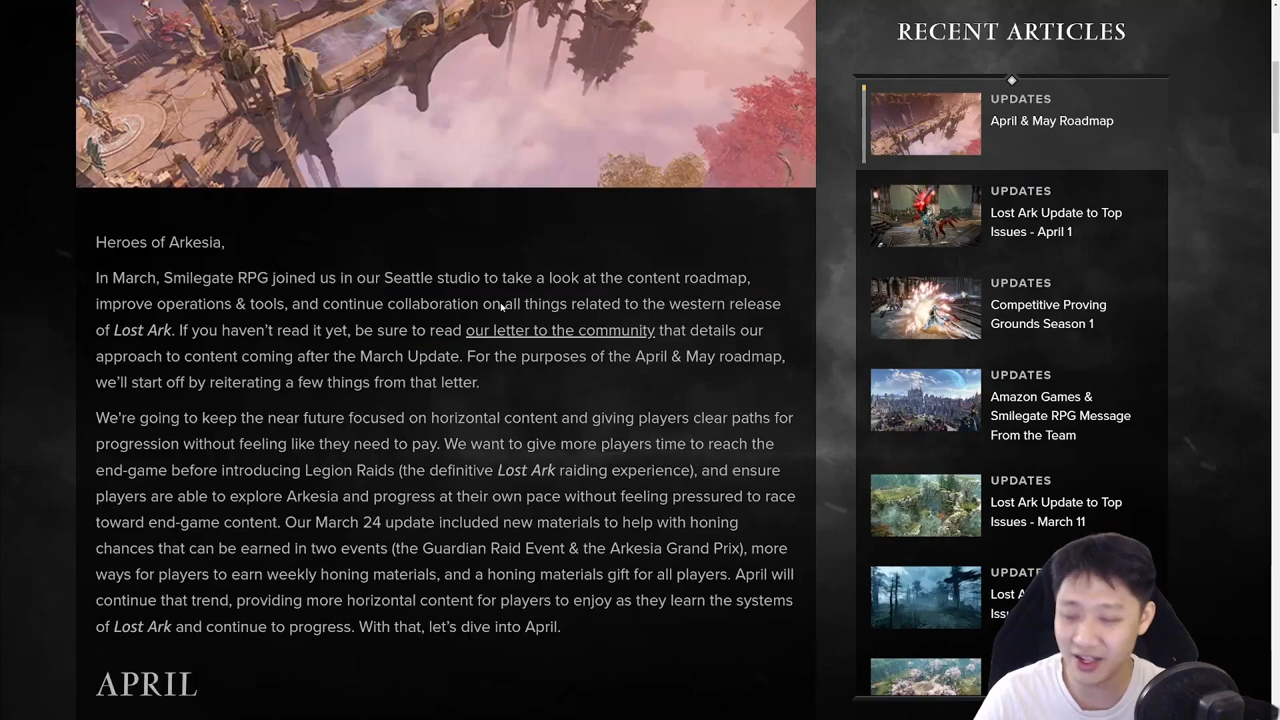 Heroes of Arkesia,
In March, Smilegate RPG joined us in our Seattle studio to take a look at the content roadmap,
improve operations & tools, and continue collaboration on all things related to the western release
of Lost Ark. If you haven't read it yet, be sure to read our letter to the community that details our
approach to content coming after the March Update. For the purposes of the April & May roadmap,
we'll start off by reiterating a few things from that letter.
We're going to keep the near future focused on horizontal content and giving players clear paths for
progression without feeling like they need to pay. We want to give more players time to reach the
end-game before introducing Legion Raids (the definitive Lost Ark raiding experience), and ensure
players are able to explore Arkesia and progress at their own pace without feeling pressured to race
toward end-game content. Our March 24 update included new materials to help with honing
chances that can be earned in two events (the Guardian Raid Event & the Arkesia Grand Prix), more
ways for players to earn weekly honing materials, and a honing materials gift for all players. April will
continue that trend, providing more horizontal content for players to enjoy as they learn the systems
of Lost Ark and continue to progress. With that, let's dive into April.
APRIL
RECENT ARTICLES
UPDATES
April & May Roadmap
UPDATES
Lost Ark Update to Top
Issues - April 1
UPDATES
Competitive Proving
Grounds Season 1
UPDATES
Amazon Games &
Smilegate RPG Message
From the Team
UPDATES
Lost Ark Update to Top
Issues - March 11
Lost